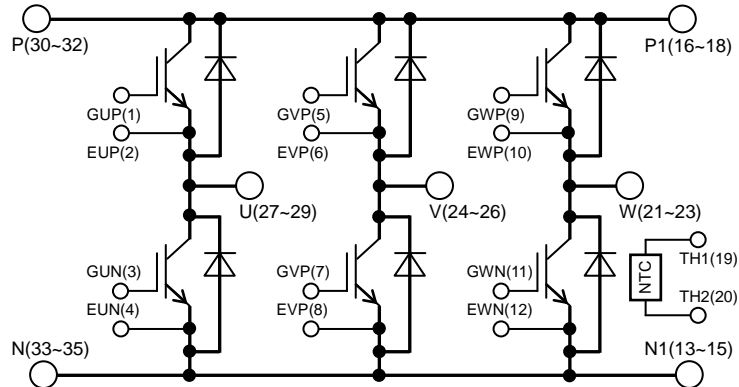 P(30~32)
P1(16~18)
GUP(1)
GVP(5)
GWP(9)
EUP(2)
EVP(6)
EWP(10)
U(27~29)
V(24~26)
W(21~23)
GUN(3)
GVP(7)
GWN(11)
NTC
TH1(19)
EUN(4)
EVP(8)
EWN(12)
TH2(20)
N(33~35)
N1(13~15)